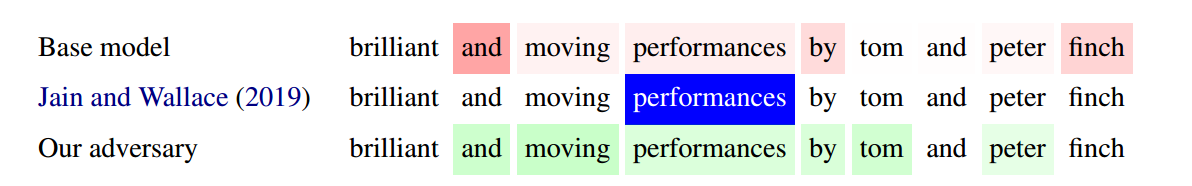 Base model brilliant and moving performances by tom and peter finch
Jain and Wallace (2019) brilliant and moving performances by tom and peter finch
Our adversary brilliant and moving performances by tom and peter finch